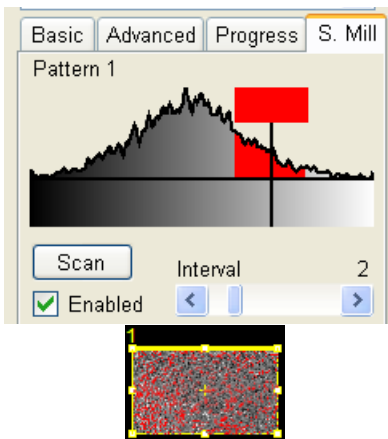 Basic Advanced Progress S. Mill
Pattern 1
Scan Interval 2
Enabled
1